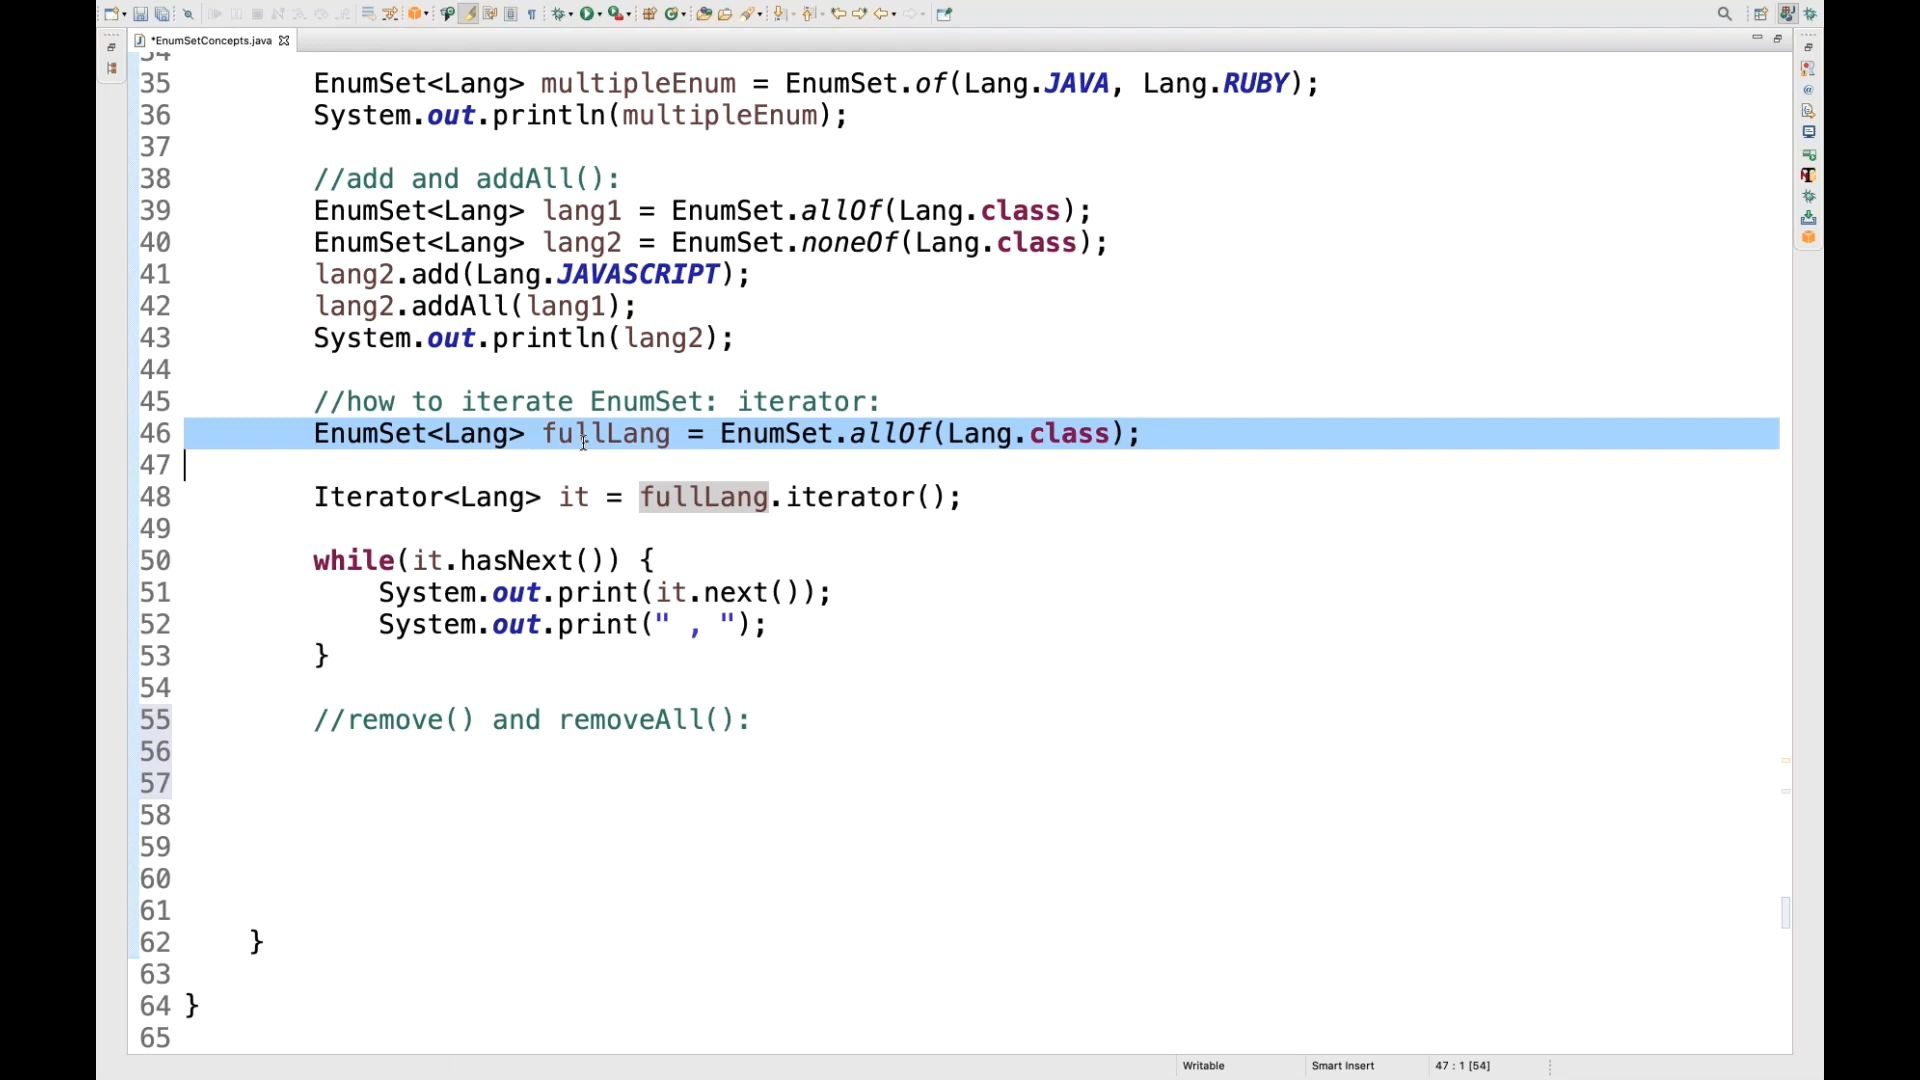 *EnumSetConcepts.java
34
35 EnumSet<Lang> multipleEnum = EnumSet.of(Lang.JAVA, Lang.RUBY);
36 System.out.println(multipleEnum);
37
38 //add and addAll():
39 EnumSet<Lang> lang1 = EnumSet.allOf(Lang.class);
40 EnumSet<Lang> lang2 = EnumSet.noneOf(Lang.class);
41 lang2.add(Lang.JAVASCRIPT);
42 lang2.addAll(lang1);
43 System.out.println(lang2);
44
45 //how to iterate EnumSet: iterator:
46 EnumSet<Lang> fullLang = EnumSet.allOf(Lang.class);
47
48 Iterator<Lang> it = fullLang.iterator();
49
50 while(it.hasNext()) {
51 System.out.print(it.next());
52 System.out.print(" , ");
53 }
54
55 //remove() and removeAll():
56
57
58
59
60
61
62 }
63
64 }
65
Writable Smart Insert 47 : 1 [54]